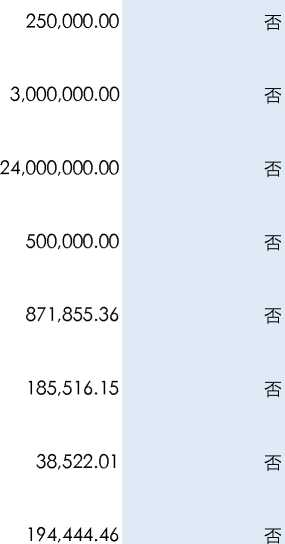 250,000.00 否
3,000,000.00 否
24,000,000.00 否
500,000.00 否
871,855.36 否
185,516.15 否
38,522.01 否
194,444.46 否